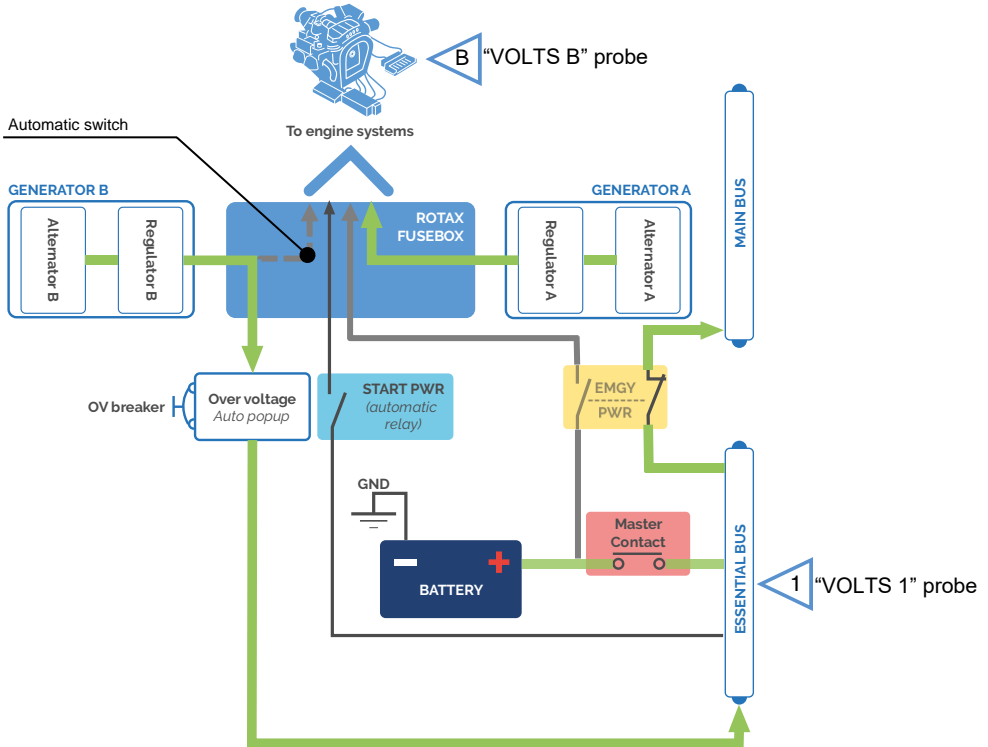 B "VOLTS B" probe
Automatic switch
To engine systems
GENERATOR B
GENERATOR A
Alternator B
Regulator B
ROTAX
FUSEBOX
Regulator A
Alternator A
MAIN BUS
OV breaker
Over voltage
Auto popup
START PWR
(automatic
relay)
EMGY
PWR
GND
Master
Contact
BATTERY
ESSENTIAL BUS
1 "VOLTS 1" probe